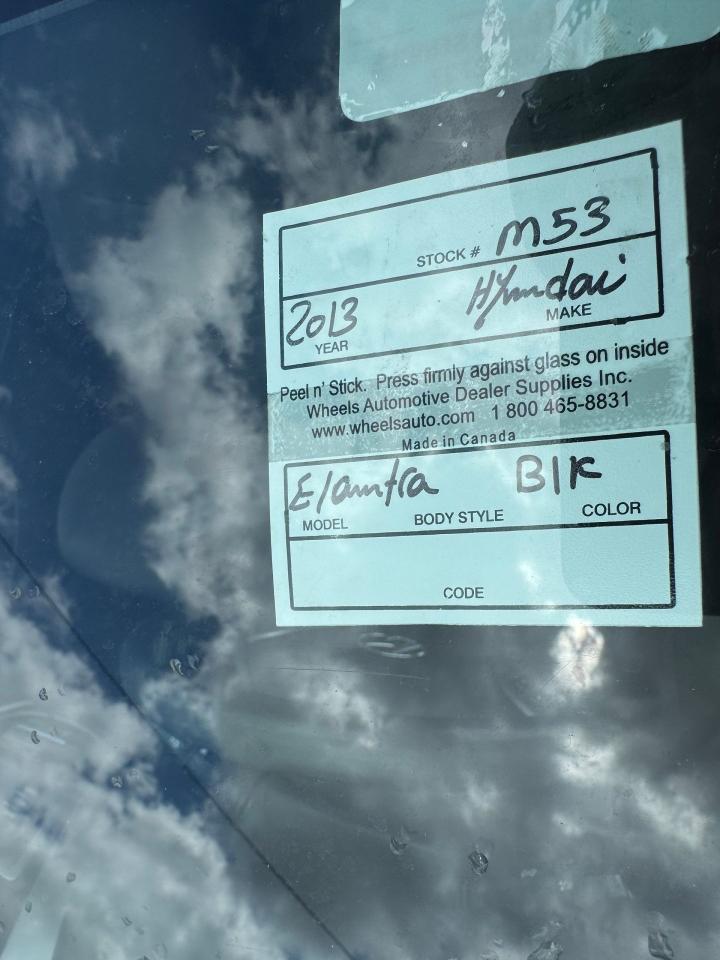 STOCK # M53
2013 Hyundai
YEAR MAKE
Peel n' Stick. Press firmly against glass on inside
Wheels Automotive Dealer Supplies Inc.
www.wheelsauto.com 1 800 465-8831
Made in Canada
Elamtra Blk
MODEL BODY STYLE COLOR
CODE